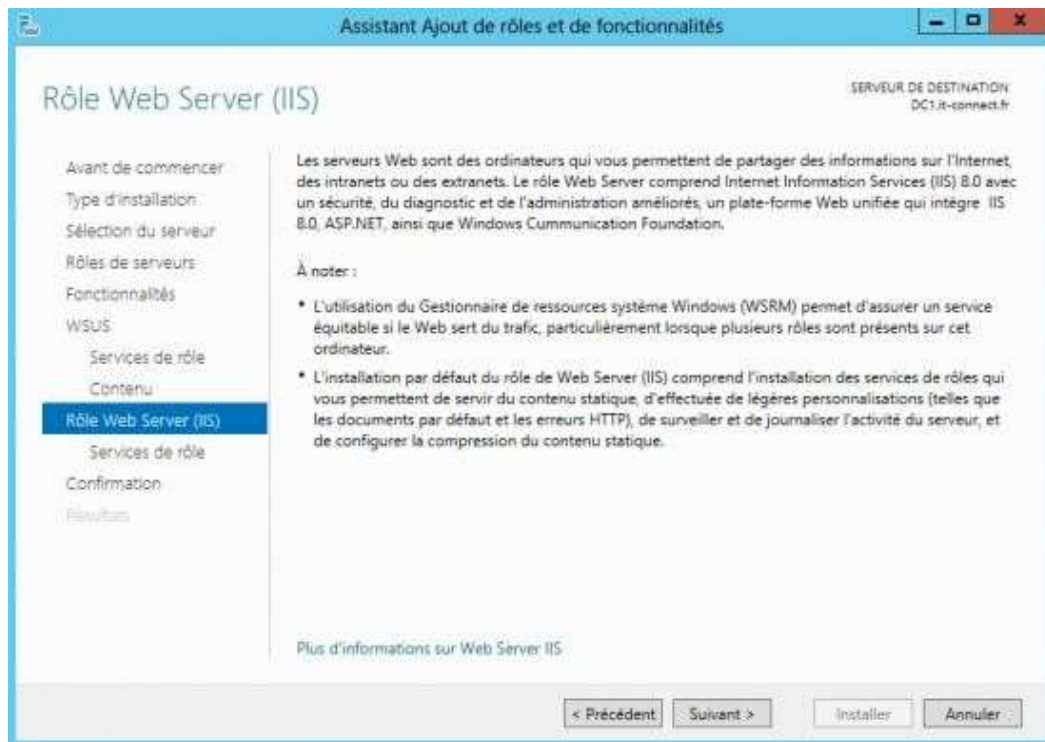 Assistant Ajout de rôles et de fonctionnalités
Rôle Web Server (IIS)
SERVEUR DE DESTINATION
DC1.it-connect.fr
Avant de commencer
Type d'installation
Sélection du serveur
Rôles de serveurs
Fonctionnalités
WSUS
Services de rôle
Contenu
Rôle Web Server (IIS)
Services de rôle
Confirmation
Résultats
Les serveurs Web sont des ordinateurs qui vous permettent de partager des informations sur l'Internet,
des intranets ou des extranets. Le rôle Web Server comprend Internet Information Services (IIS) 8.0 avec
un sécurité, du diagnostic et de l'administration améliorés, un plate-forme Web unifiée qui intègre IIS
8.0, ASP.NET, ainsi que Windows Cummunication Foundation.
À noter :
• L'utilisation du Gestionnaire de ressources système Windows (WSRM) permet d'assurer un service
équitable si le Web sert du trafic, particulièrement lorsque plusieurs rôles sont présents sur cet
ordinateur.
• L'installation par défaut du rôle de Web Server (IIS) comprend l'installation des services de rôles qui
vous permettent de servir du contenu statique, d'effectuée de légères personnalisations (telles que
les documents par défaut et les erreurs HTTP), de surveiller et de journaliser l'activité du serveur, et
de configurer la compression du contenu statique.
Plus d'informations sur Web Server IIS
< Précédent
Suivant >
Installer
Annuler